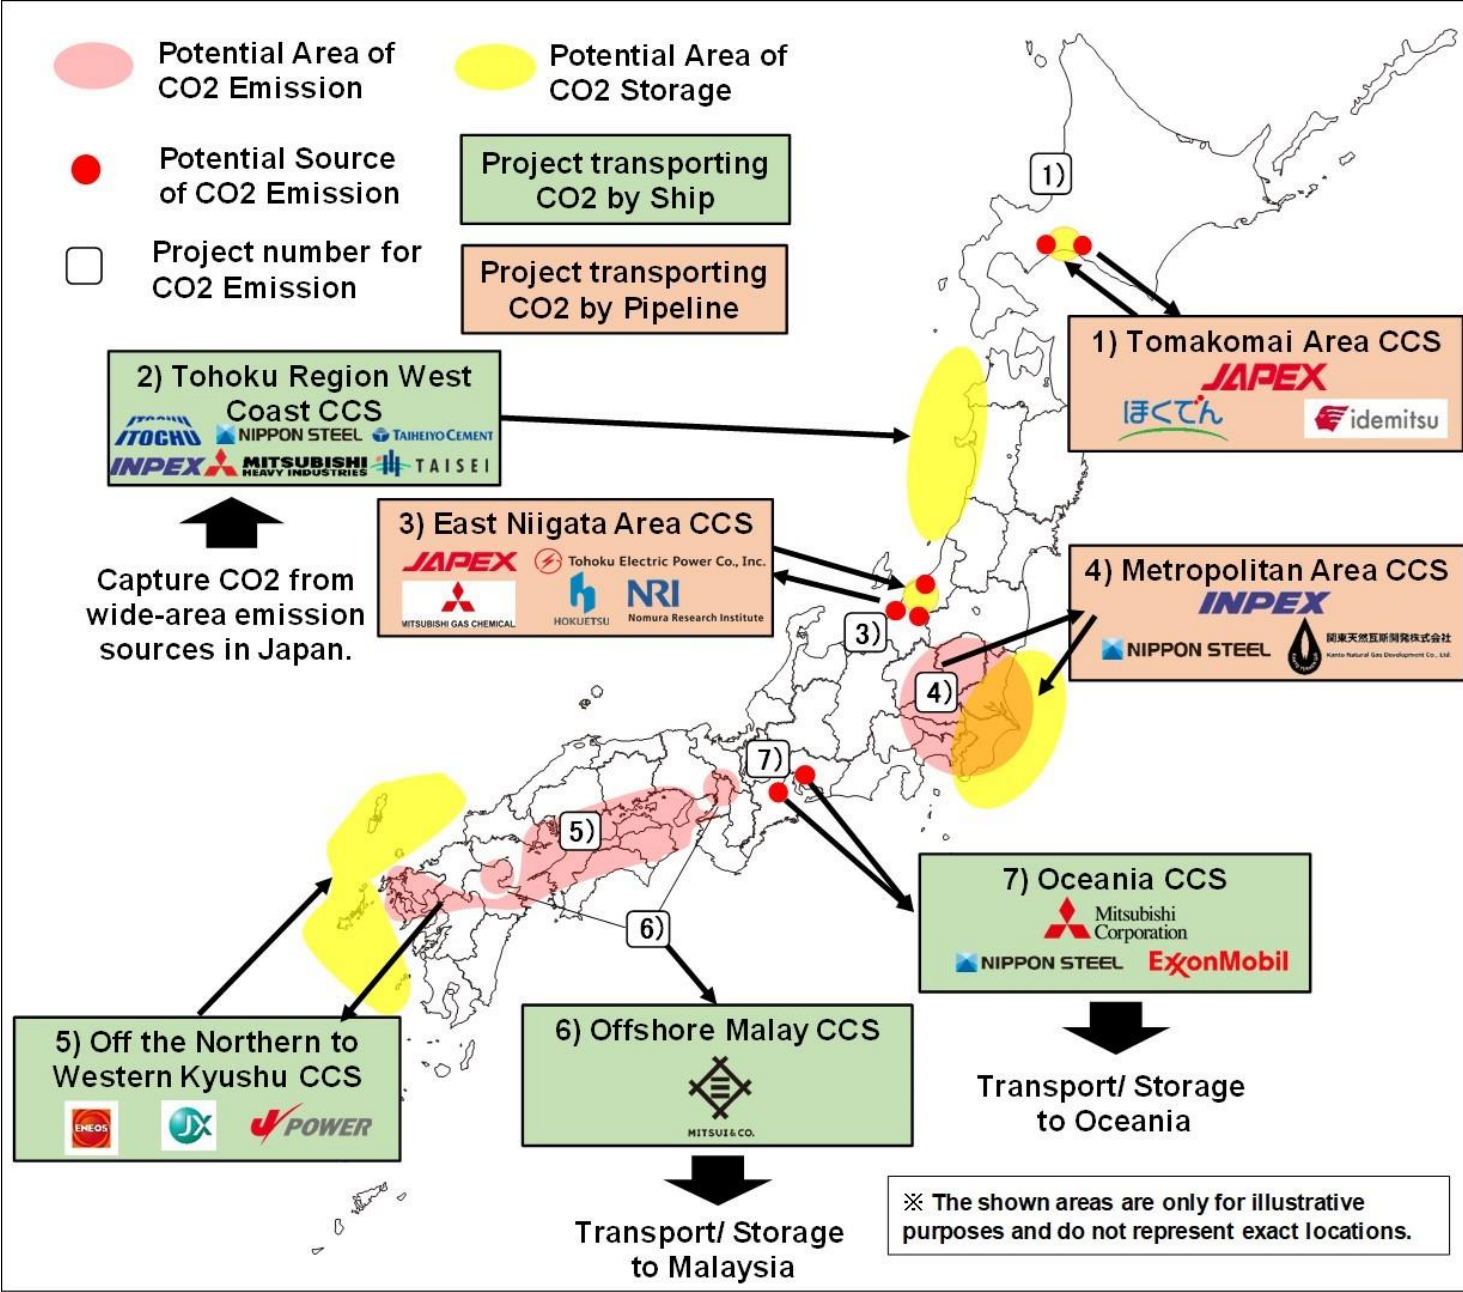 Potential Area of
CO2 Emission
Potential Area of
CO2 Storage
Potential Source
of CO2 Emission
Project transporting
CO2 by Ship
Project number for
CO2 Emission
Project transporting
CO2 by Pipeline
1)
1) Tomakomai Area CCS
JAPEX
ほくでん
idemitsu
2) Tohoku Region West
Coast CCS
ITOCHU
NIPPON STEEL
TAIHEIYO CEMENT
INPEX
MITSUBISHI
HEAVY INDUSTRIES
TAISEI
Capture CO2 from
wide-area emission
sources in Japan.
3) East Niigata Area CCS
JAPEX
Tohoku Electric Power Co., Inc.
MITSUBISHI GAS CHEMICAL
HOKUETSU
NRI
Nomura Research Institute
3)
4) Metropolitan Area CCS
INPEX
NIPPON STEEL
関東天然瓦斯開発株式会社
Kanto Natural Gas Development Co., Ltd.
4)
7)
5)
6)
7) Oceania CCS
Mitsubishi
Corporation
NIPPON STEEL
ExxonMobil
Transport/ Storage
to Oceania
5) Off the Northern to
Western Kyushu CCS
ENEOS
JX
J POWER
6) Offshore Malay CCS
MITSUI & CO.
Transport/ Storage
to Malaysia
※ The shown areas are only for illustrative
purposes and do not represent exact locations.